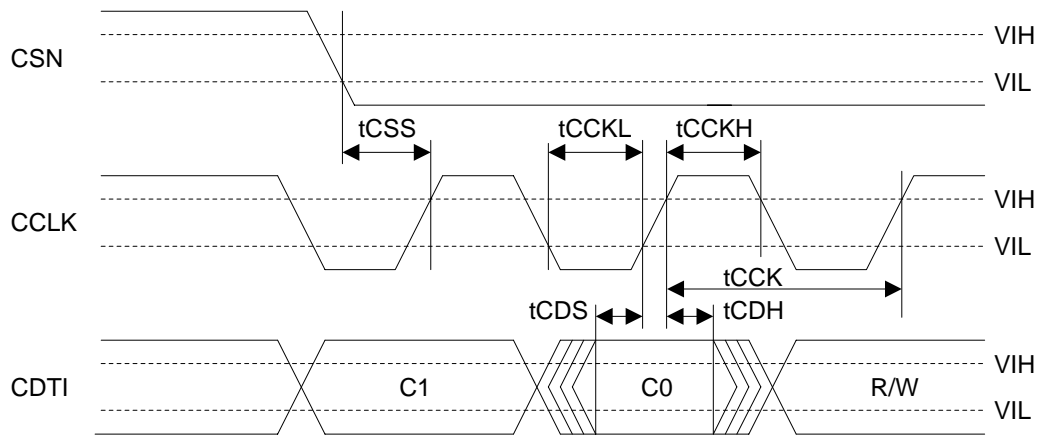 CSN
VIH
VIL
tCSS
tCCKL
tCCKH
CCLK
VIH
VIL
tCCK
tCDS
tCDH
CDTI
C1
C0
R/W
VIH
VIL